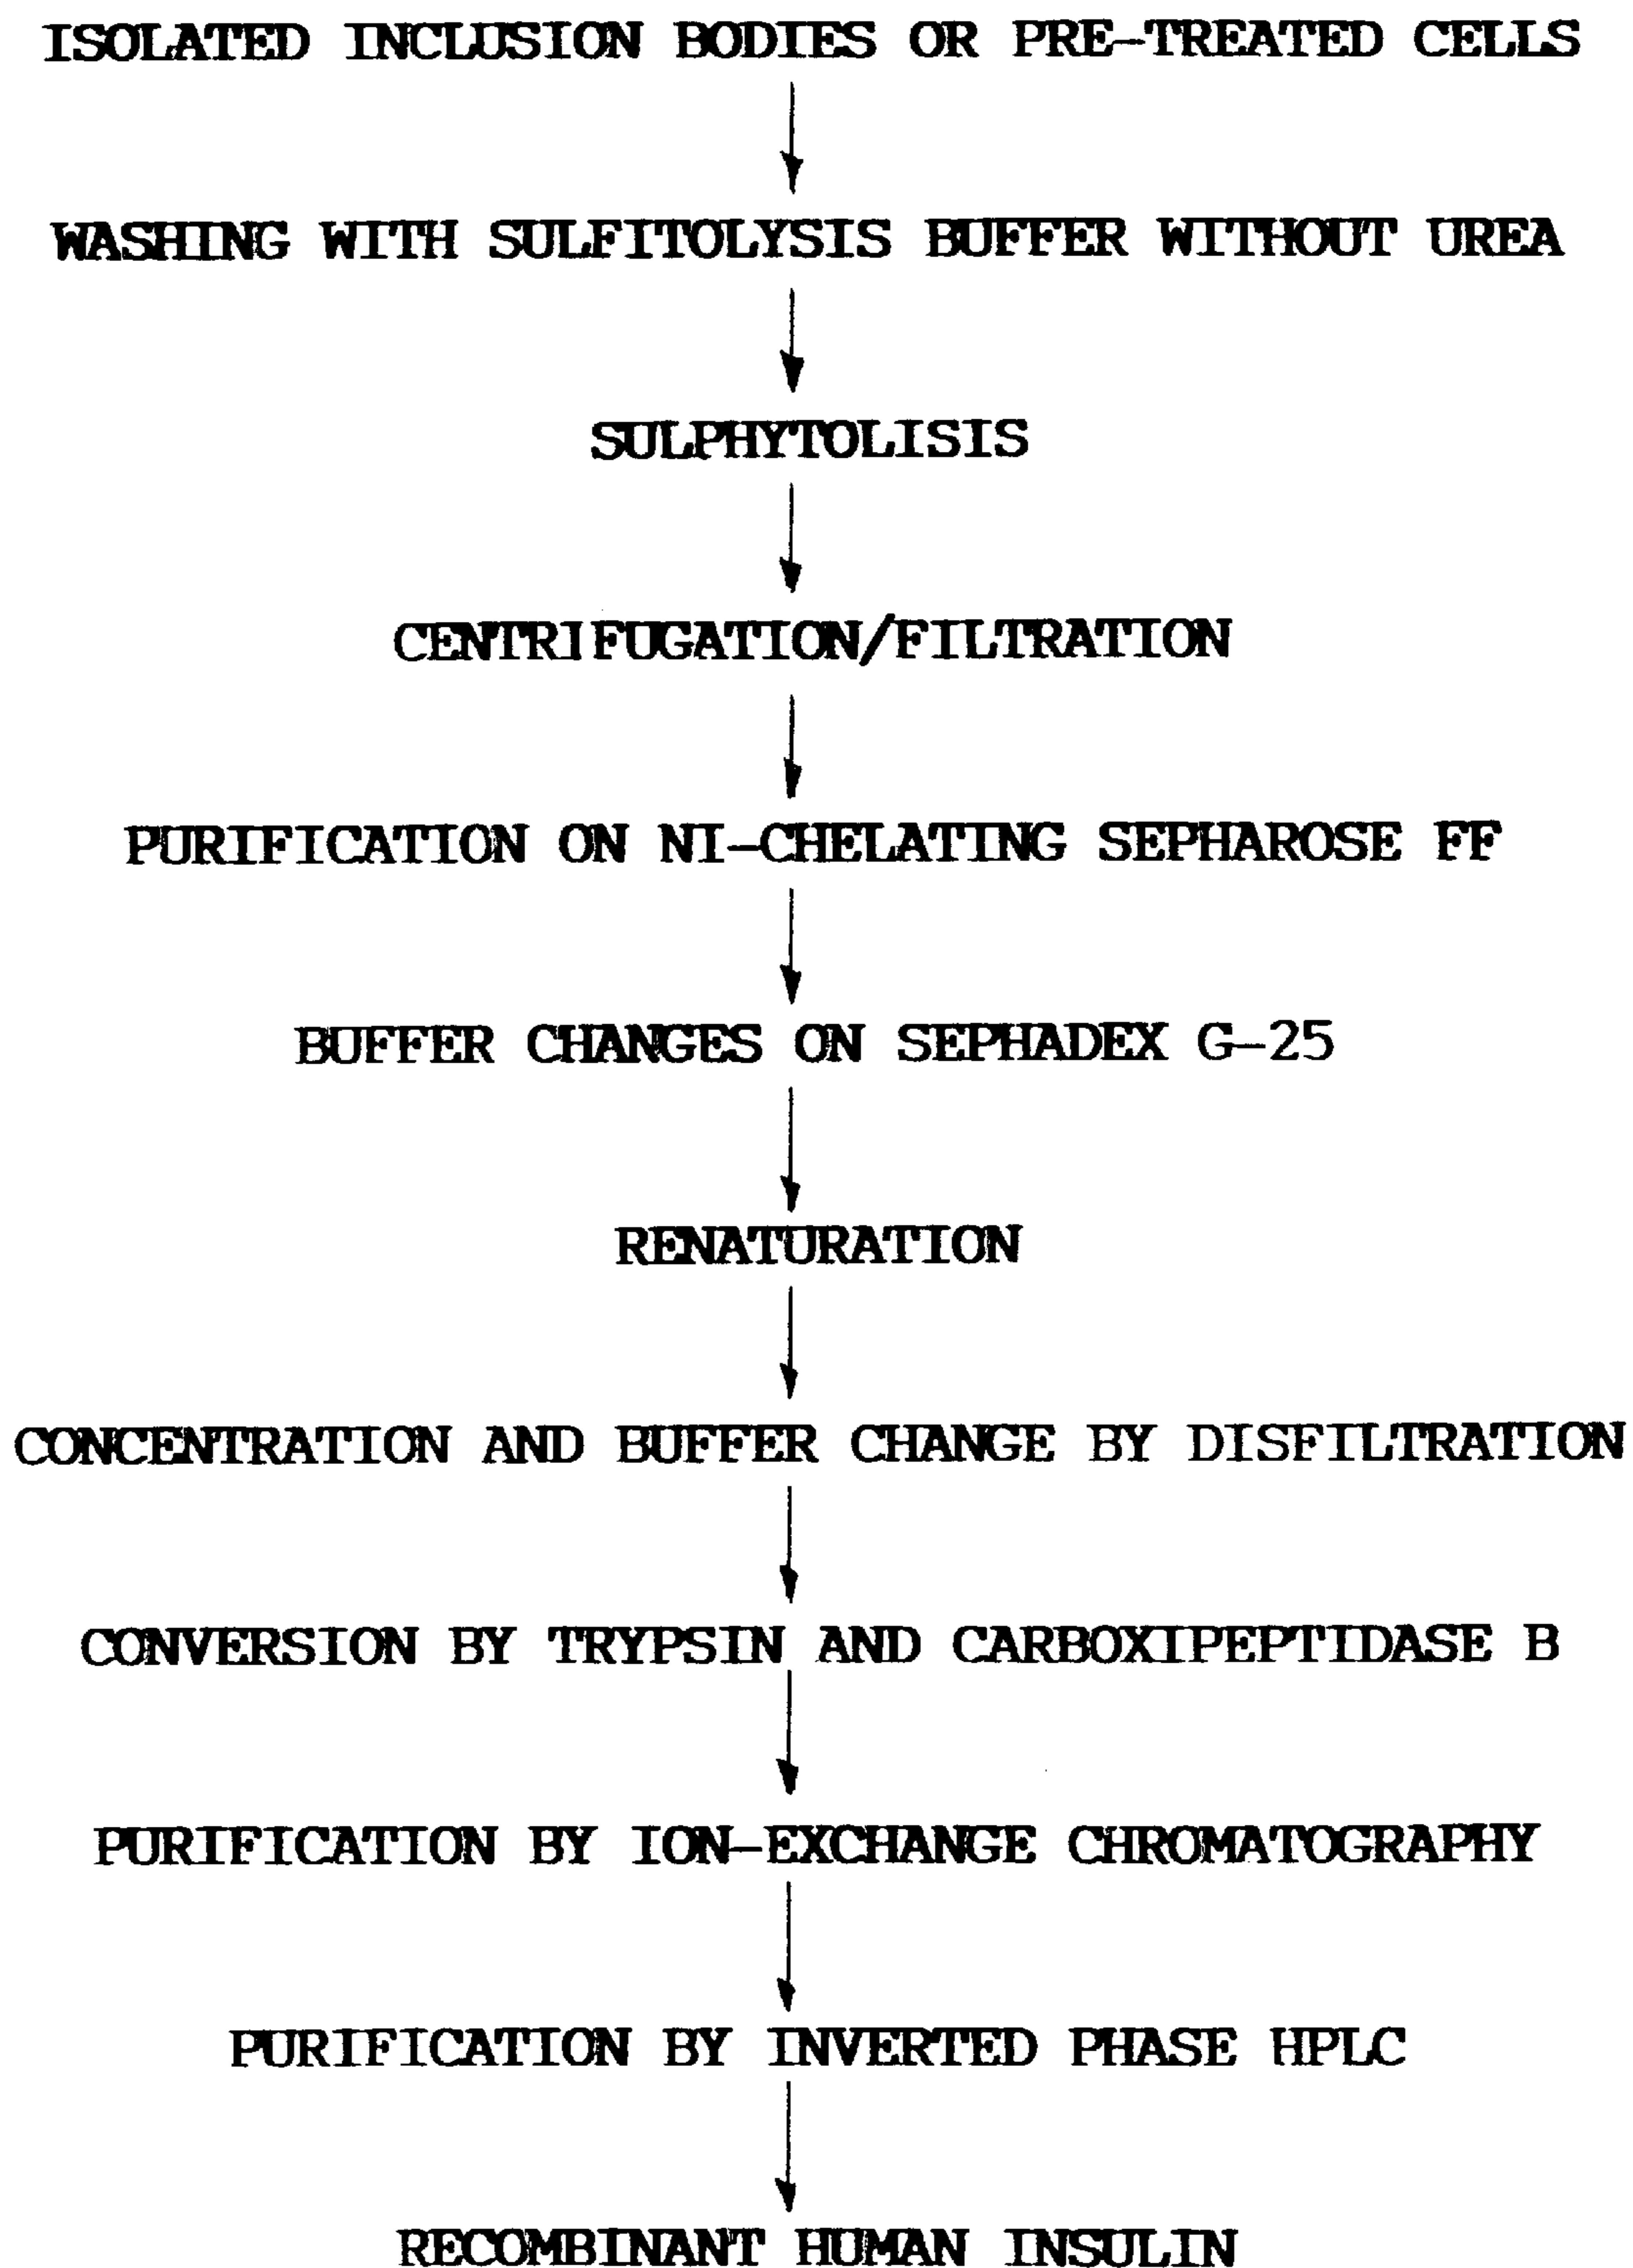 ISOLATED INCLUSION BODIES OR PRE-TREATED CELLS
WASHING WITH SULFITOLYSIS BUFFER WITHOUT UREA
SULPHYTOLISIS
CENTRIFUGATION/FILTRATION
PURIFICATION ON NI-CHELATING SEPHAROSE FF
BUFFER CHANGES ON SEPHADEX G-25
RENATURATION
CONCENTRATION AND BUFFER CHANGE BY DISFILTRATION
CONVERSION BY TRYPSIN AND CARBOXIPEPTIDASE B
PURIFICATION BY ION-EXCHANGE CHROMATOGRAPHY
PURIFICATION BY INVERTED PHASE HPLC
RECOMBINANT HUMAN INSULIN